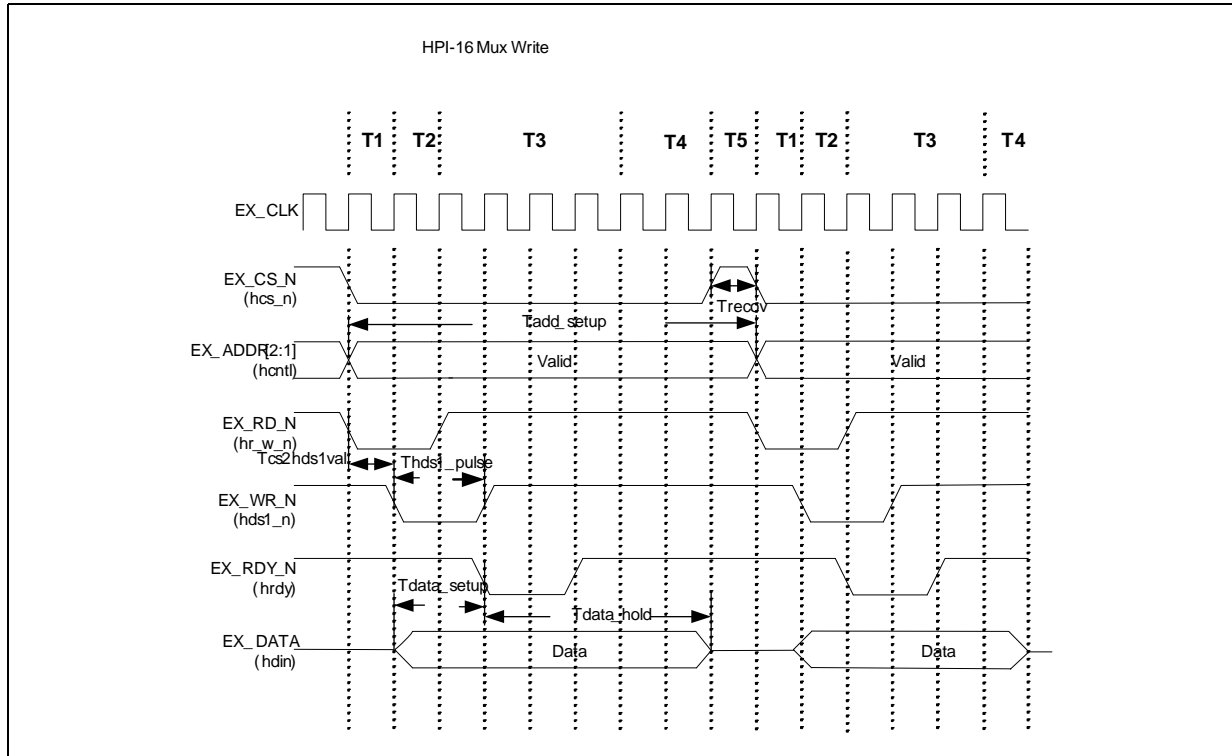 HPI-16 Mux Write
T1 T2 T3 T4 T5 T1 T2 T3 T4
EX_CLK
EX_CS_N
(hcs_n)
Trecov
Tadd_setup
EX_ADDR[2:1]
(hcntl)
Valid Valid
EX_RD_N
(hr_w_n)
Tcs2hds1val Thds1_pulse
EX_WR_N
(hds1_n)
EX_RDY_N
(hrdy)
Tdata_setup
Tdata_hold
EX_DATA
(hdin)
Data Data